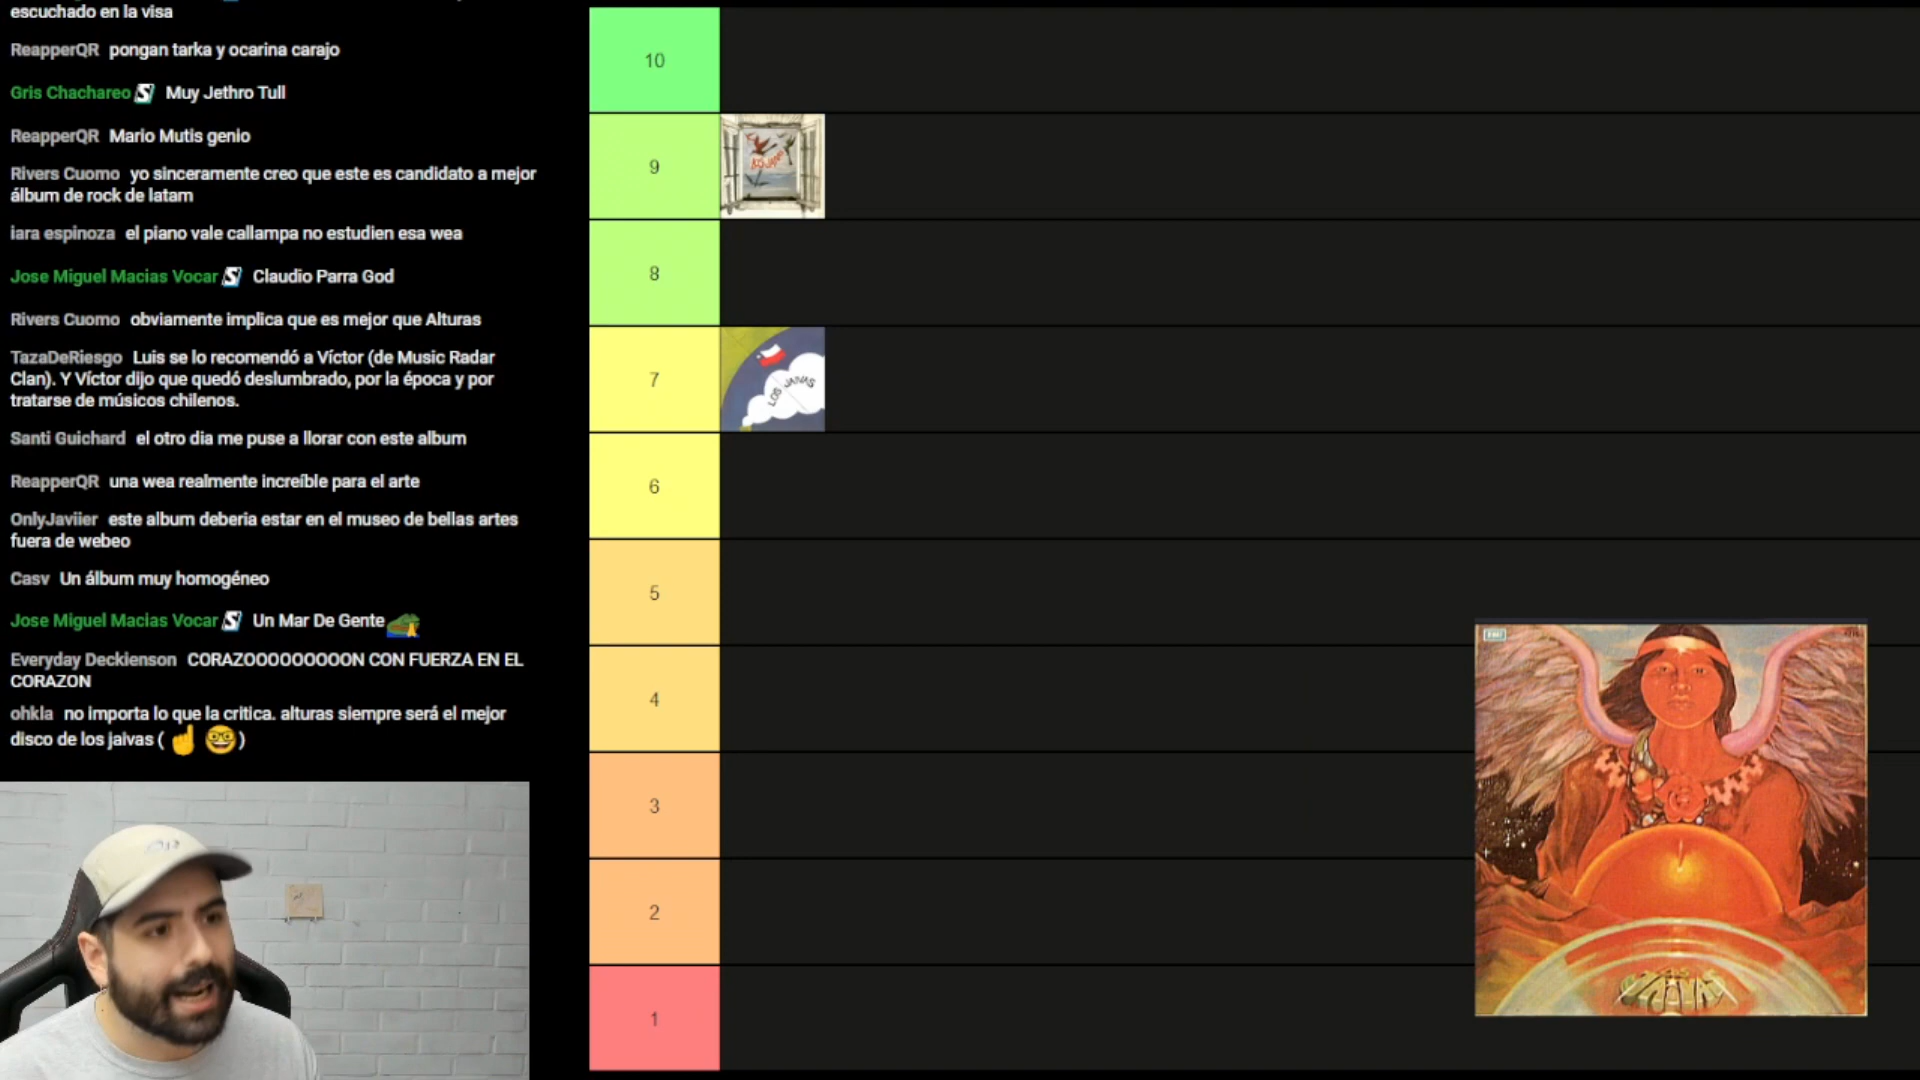 escuchado en la visa
ReapperQR pongan tarka y ocarina carajo
Gris Chachareo S Muy Jethro Tull
ReapperQR Mario Mutis genio
Rivers Cuomo yo sinceramente creo que este es candidato a mejor
álbum de rock de latam
iara espinoza el piano vale callampa no estudien esa wea
Jose Miguel Macias Vocar S Claudio Parra God
Rivers Cuomo obviamente implica que es mejor que Alturas
TazaDeRiesgo Luis se lo recomendó a Víctor (de Music Radar
Clan). Y Víctor dijo que quedó deslumbrado, por la época y por
tratarse de músicos chilenos.
Santi Guichard el otro dia me puse a llorar con este album
ReapperQR una wea realmente increíble para el arte
OnlyJaviier este album deberia estar en el museo de bellas artes
fuera de webeo
Casv Un álbum muy homogéneo
Jose Miguel Macias Vocar S Un Mar De Gente
Everyday Deckienson CORAZOOOOOOOOON CON FUERZA EN EL
CORAZON
ohkla no importa lo que la critica. alturas siempre será el mejor
disco de los jaivas ( ☝️ 🤓 )
10
9
8
7
LOS JAIVAS
6
5
4
3
2
1
EMI